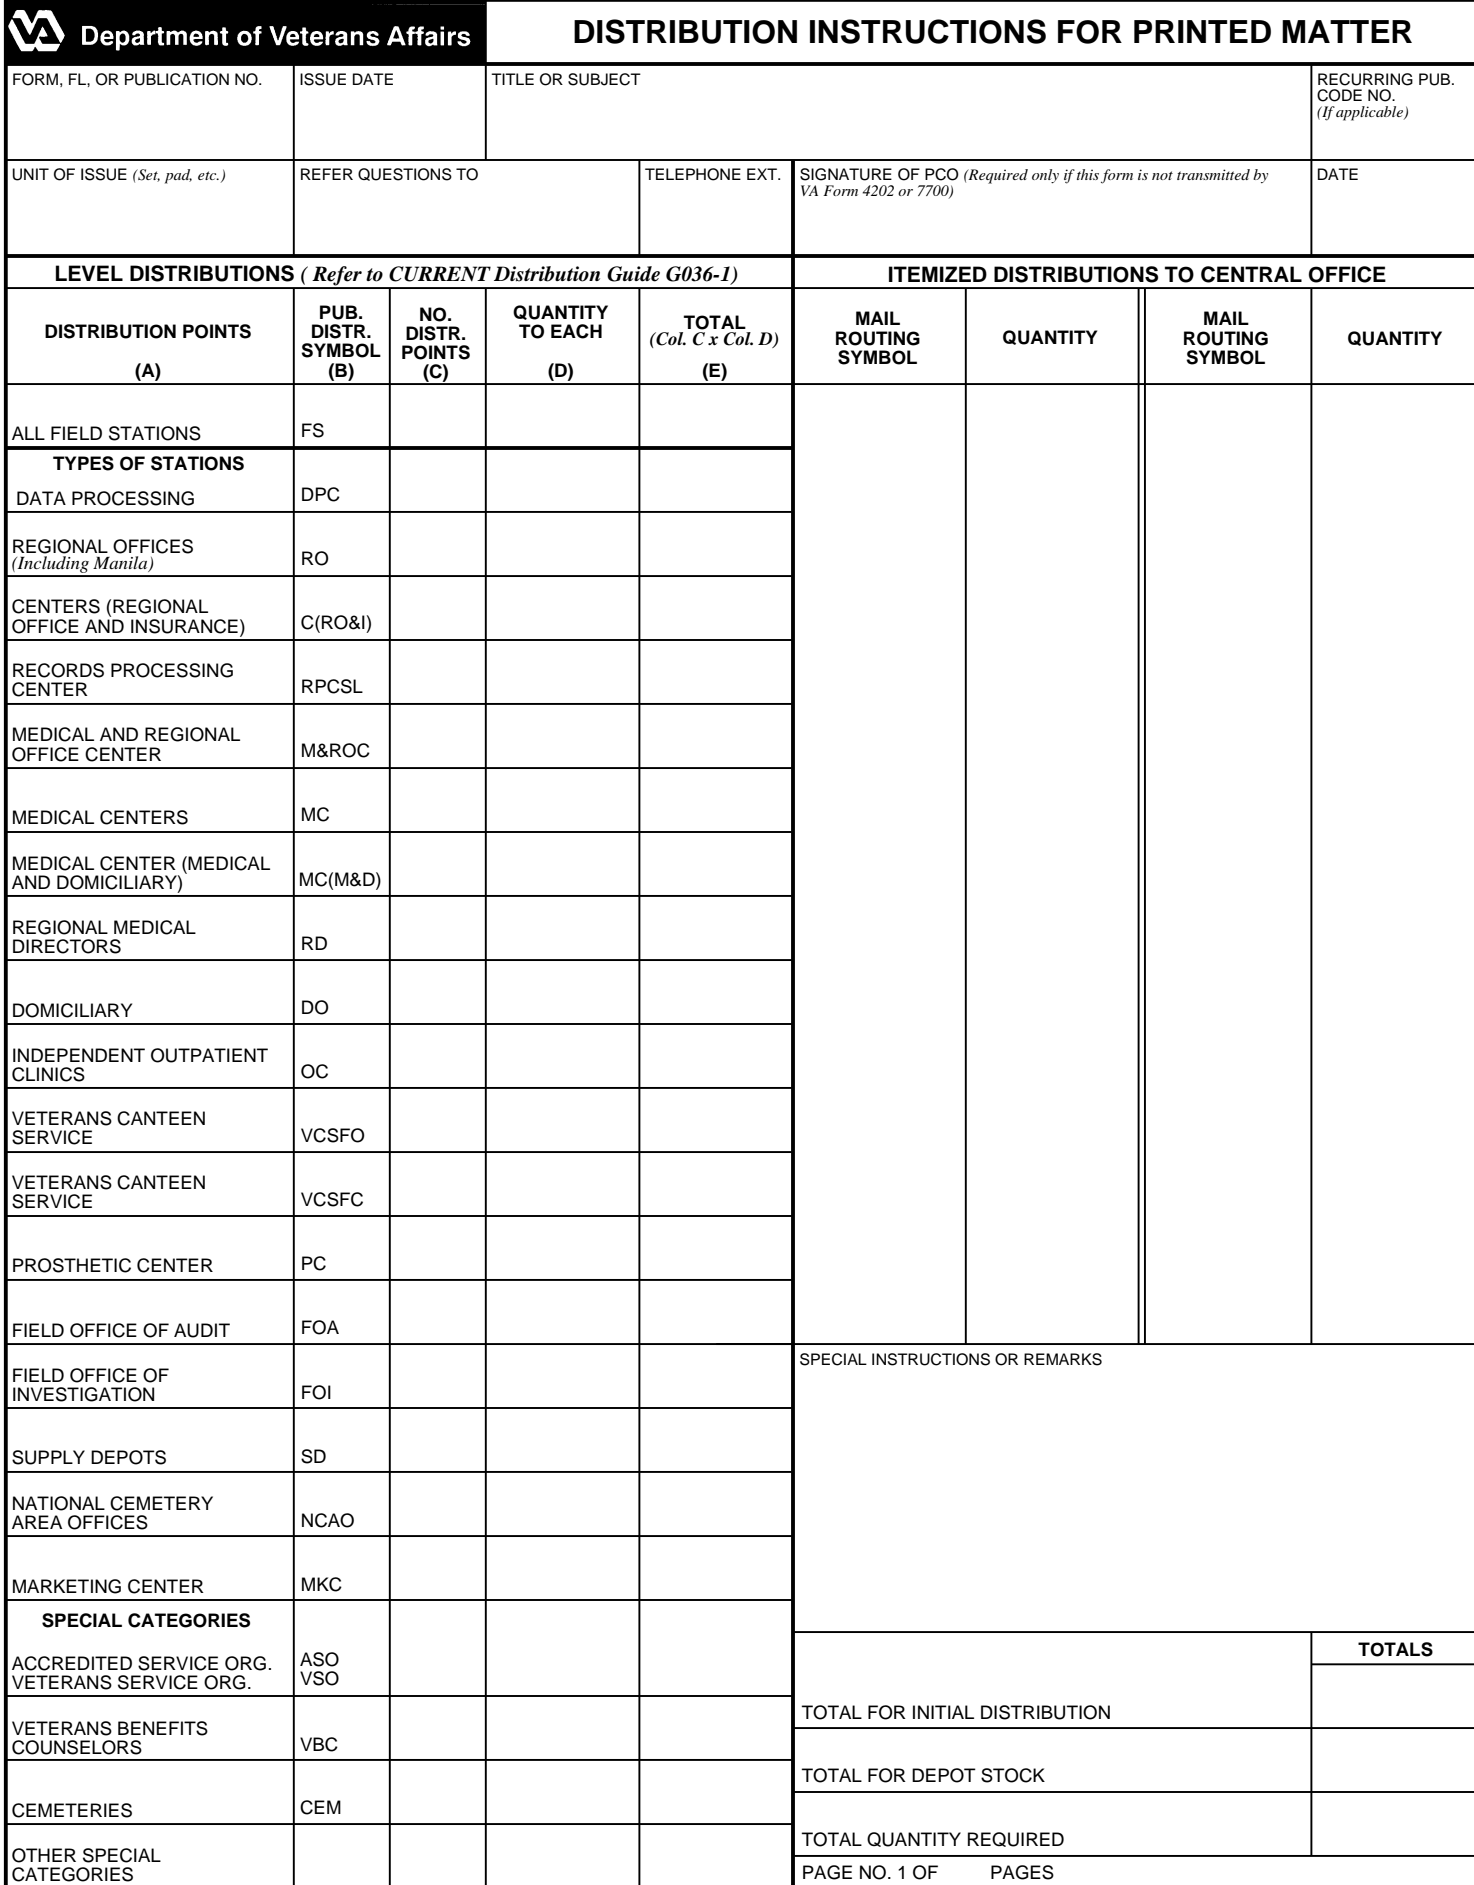 VA Department of Veterans Affairs
DISTRIBUTION INSTRUCTIONS FOR PRINTED MATTER
FORM, FL, OR PUBLICATION NO.
ISSUE DATE
TITLE OR SUBJECT
RECURRING PUB.
CODE NO.
(If applicable)
UNIT OF ISSUE (Set, pad, etc.)
REFER QUESTIONS TO
TELEPHONE EXT.
SIGNATURE OF PCO (Required only if this form is not transmitted by
VA Form 4202 or 7700)
DATE
LEVEL DISTRIBUTIONS ( Refer to CURRENT Distribution Guide G036-1)
DISTRIBUTION POINTS
(A)
PUB.
DISTR.
SYMBOL
(B)
NO.
DISTR.
POINTS
(C)
QUANTITY
TO EACH
(D)
TOTAL
(Col. C x Col. D)
(E)
ALL FIELD STATIONS FS
TYPES OF STATIONS
DATA PROCESSING DPC
REGIONAL OFFICES
(Including Manila) RO
CENTERS (REGIONAL
OFFICE AND INSURANCE) C(RO&I)
RECORDS PROCESSING
CENTER RPCSL
MEDICAL AND REGIONAL
OFFICE CENTER M&ROC
MEDICAL CENTERS MC
MEDICAL CENTER (MEDICAL
AND DOMICILIARY) MC(M&D)
REGIONAL MEDICAL
DIRECTORS RD
DOMICILIARY DO
INDEPENDENT OUTPATIENT
CLINICS OC
VETERANS CANTEEN
SERVICE VCSFO
VETERANS CANTEEN
SERVICE VCSFC
PROSTHETIC CENTER PC
FIELD OFFICE OF AUDIT FOA
FIELD OFFICE OF
INVESTIGATION FOI
SUPPLY DEPOTS SD
NATIONAL CEMETERY
AREA OFFICES NCAO
MARKETING CENTER MKC
SPECIAL CATEGORIES
ACCREDITED SERVICE ORG. ASO
VETERANS SERVICE ORG. VSO
VETERANS BENEFITS
COUNSELORS VBC
CEMETERIES CEM
OTHER SPECIAL
CATEGORIES
ITEMIZED DISTRIBUTIONS TO CENTRAL OFFICE
MAIL
ROUTING
SYMBOL
QUANTITY
MAIL
ROUTING
SYMBOL
QUANTITY
SPECIAL INSTRUCTIONS OR REMARKS
TOTALS
TOTAL FOR INITIAL DISTRIBUTION
TOTAL FOR DEPOT STOCK
TOTAL QUANTITY REQUIRED
PAGE NO. 1 OF PAGES